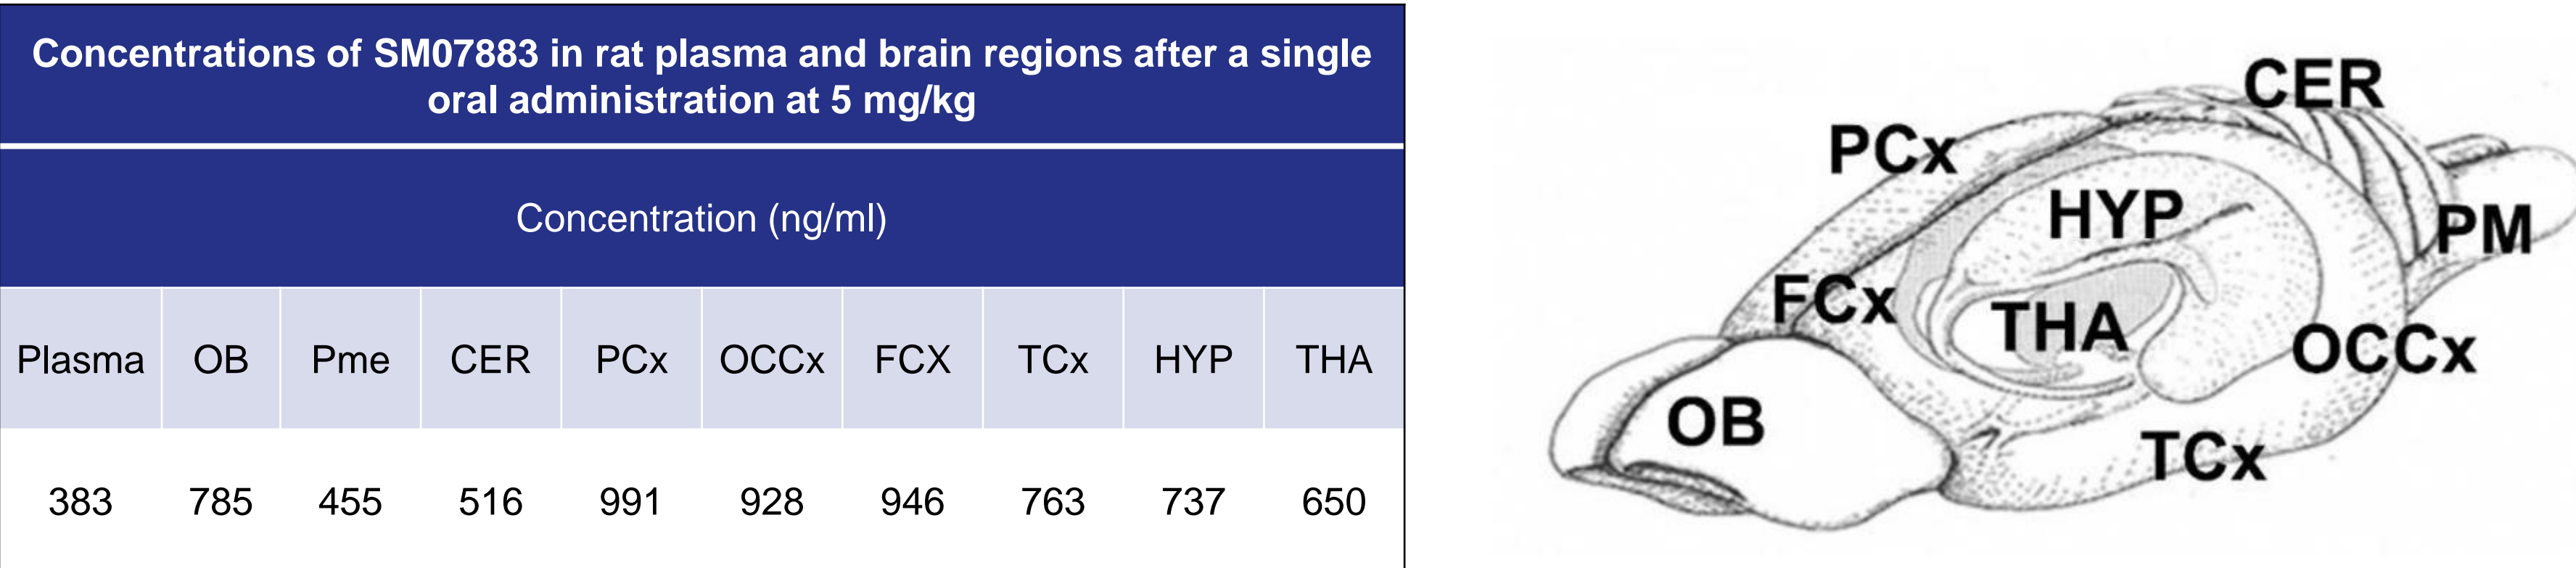 Concentrations of SM07883 in rat plasma and brain regions after a single
oral administration at 5 mg/kg
Concentration (ng/ml)
Plasma OB Pme CER PCx OCCx FCX TCx HYP THA
383 785 455 516 991 928 946 763 737 650
CER
PCx
HYP
PM
FCx
THA
OCCx
OB
TCx